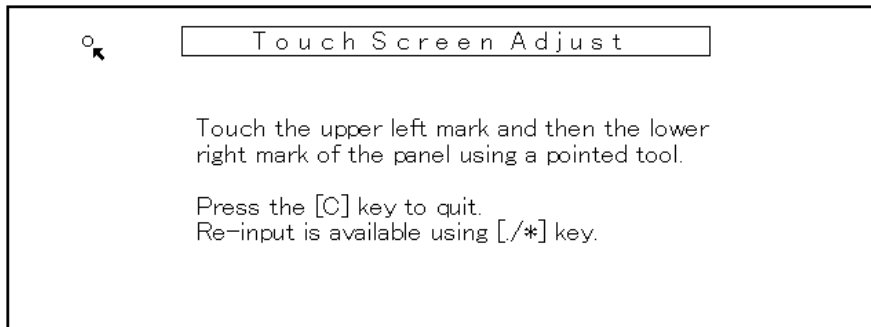 Touch Screen Adjust
Touch the upper left mark and then the lower
right mark of the panel using a pointed tool.
Press the [C] key to quit.
Re-input is available using [./*] key.